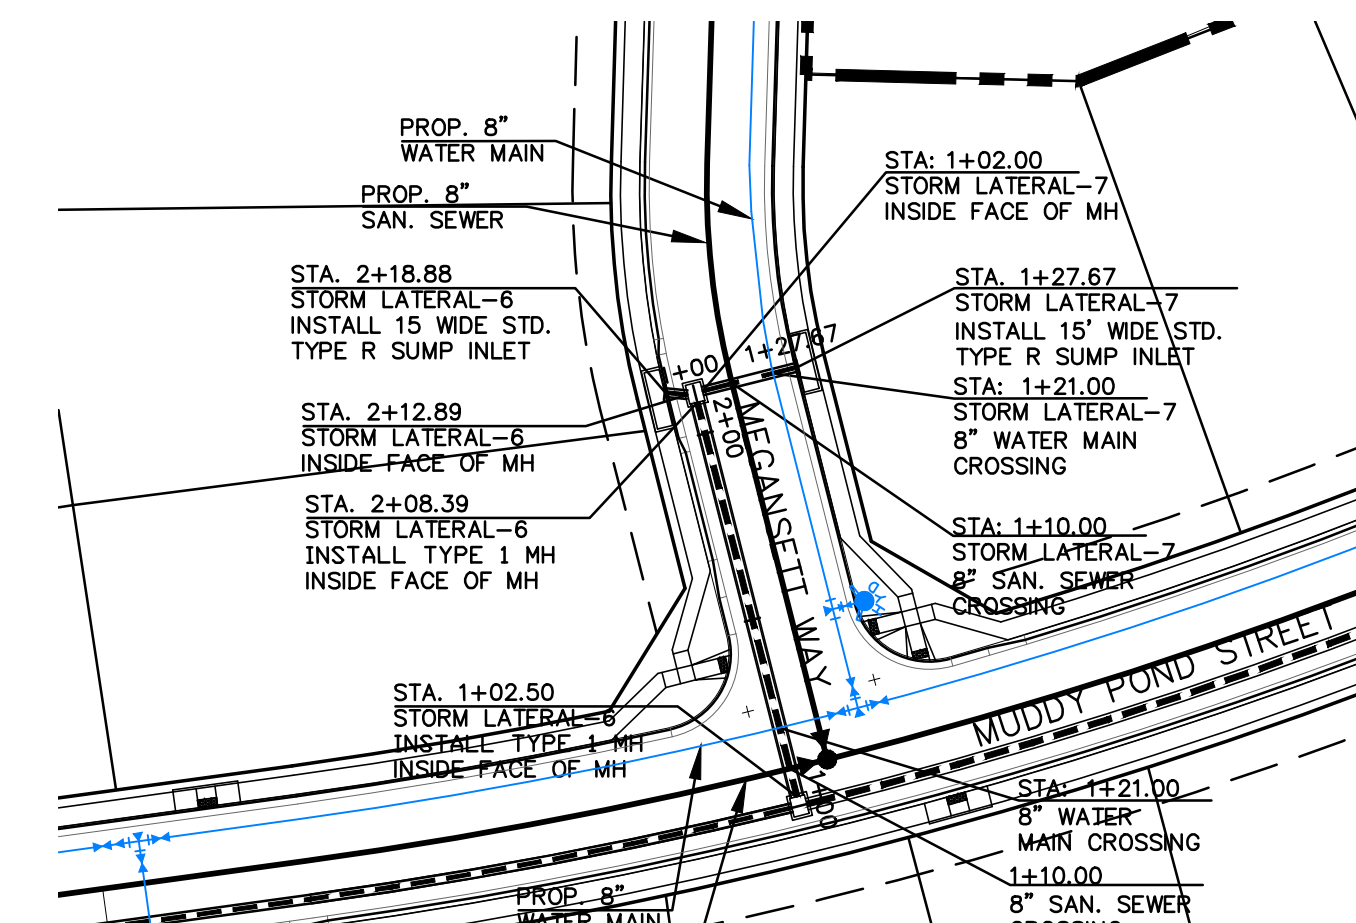 PROP. 8"
WATER MAIN
PROP. 8"
SAN. SEWER
STA: 1+02.00
STORM LATERAL-7
INSIDE FACE OF MH
STA. 2+18.88
STORM LATERAL-6
INSTALL 15 WIDE STD.
TYPE R SUMP INLET
STA. 1+27.67
STORM LATERAL-7
INSTALL 15' WIDE STD.
TYPE R SUMP INLET
1+27.67
+00
2+00
STA: 1+21.00
STORM LATERAL-7
8" WATER MAIN
CROSSING
STA. 2+12.89
STORM LATERAL-6
INSIDE FACE OF MH
STA. 2+08.39
STORM LATERAL-6
INSTALL TYPE 1 MH
INSIDE FACE OF MH
MEGANSETT WAY
STA: 1+10.00
STORM LATERAL-7
8" SAN. SEWER
CROSSING
STA. 1+02.50
STORM LATERAL-6
INSTALL TYPE 1 MH
INSIDE FACE OF MH
MUDDY POND STREET
1+00
STA: 1+21.00
8" WATER
MAIN CROSSING
1+10.00
8" SAN. SEWER
CROSSING
PROP. 8"
WATER MAIN